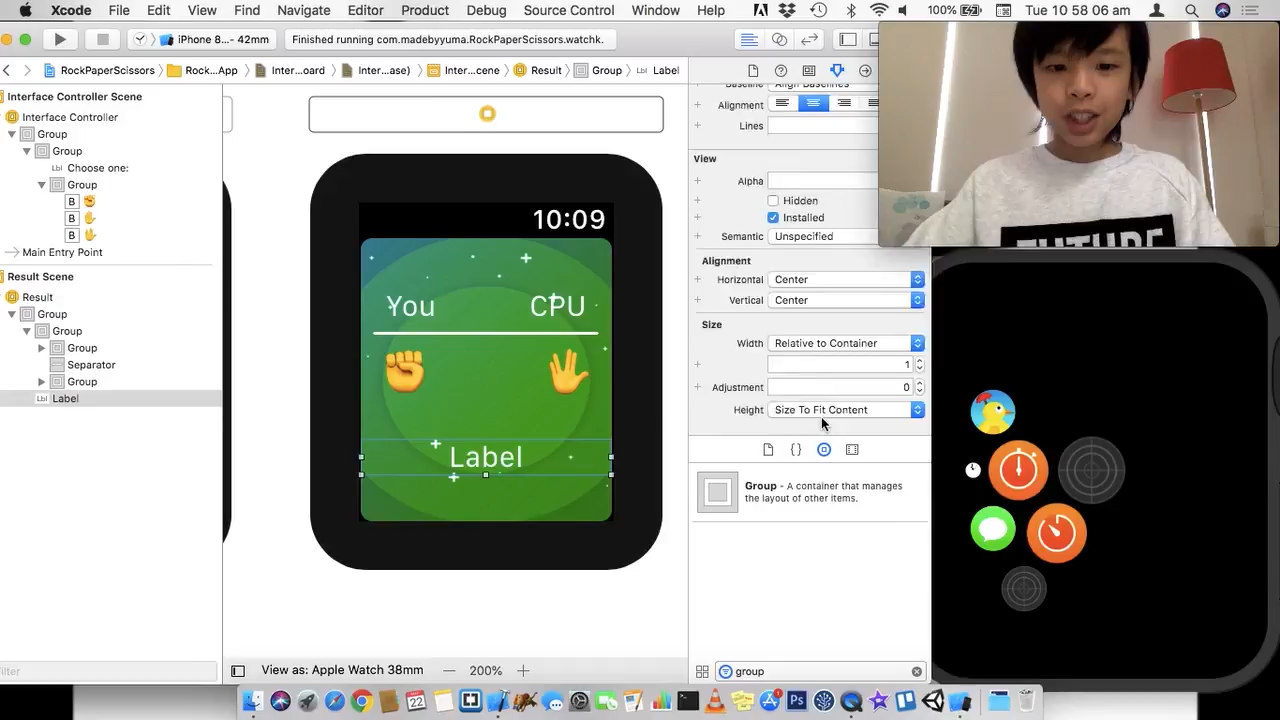 Xcode File Edit View Find Navigate Editor Product Debug Source Control Window Help 100% Tue 10 58 06 am
iPhone 8...- 42mm
Finished running com.madebyyuma.RockPaperScissors.watchk.
RockPaperScissors Rock...App Inter...oard Inter...ase) Inter...cene Result Group Lbl Label
Interface Controller Scene
Interface Controller
Group
Group
Lbl Choose one:
Group
B
B
B
Main Entry Point
Result Scene
Result
Group
Group
Group
Separator
Group
Lbl Label
Filter
10:09
You CPU
Label
View as: Apple Watch 38mm — 200% +
Alignment
Lines
View
Alpha
Hidden
Installed
Semantic Unspecified
Alignment
Horizontal Center
Vertical Center
Size
Width Relative to Container
1
Adjustment 0
Height Size To Fit Content
{}
Group - A container that manages
the layout of other items.
group
22
Ps